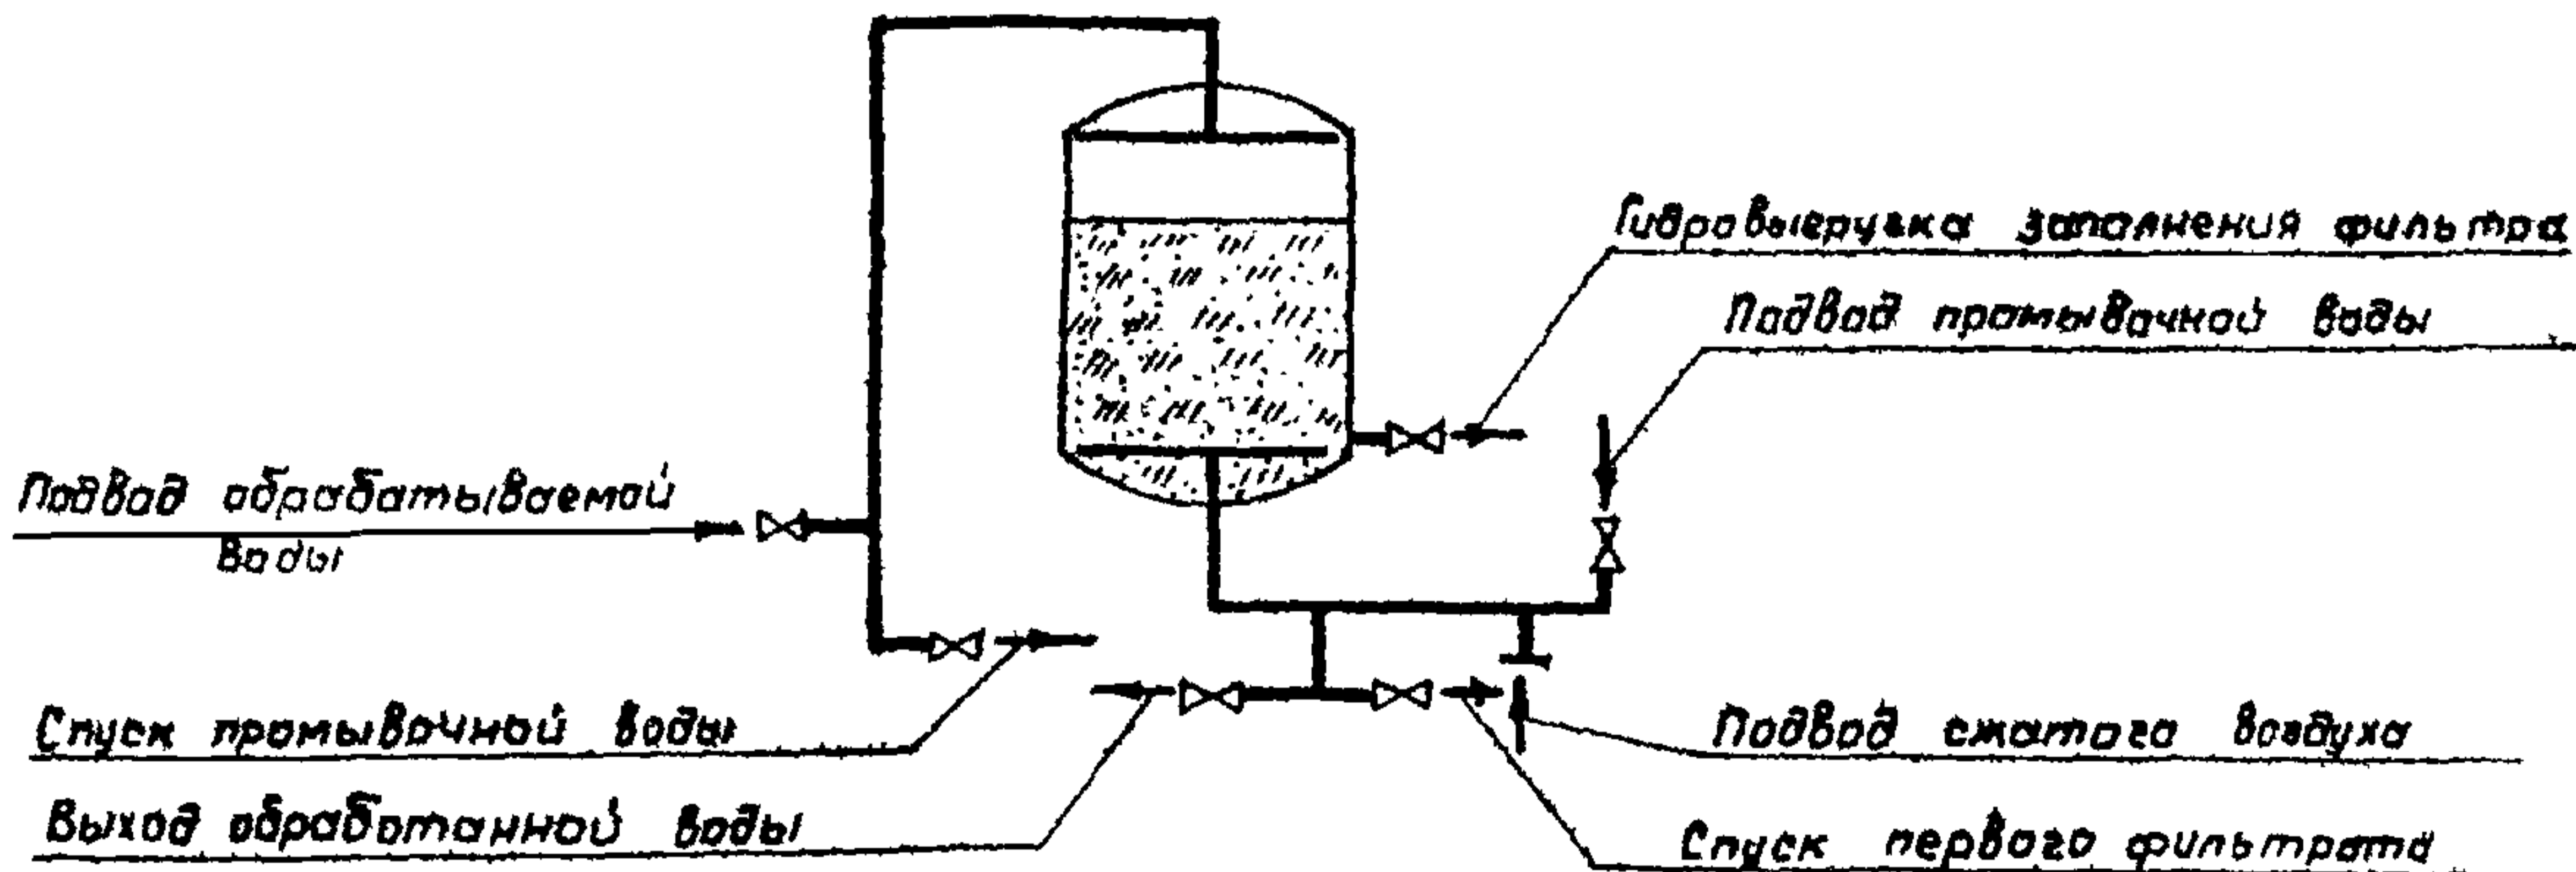 Гидровыгрузка заполнения фильтра
Подвод промывочной воды
Подвод обрабатываемой
воды
Спуск промывочной воды
Подвод сжатого воздуха
Выход обработанной воды
Спуск первого фильтрата